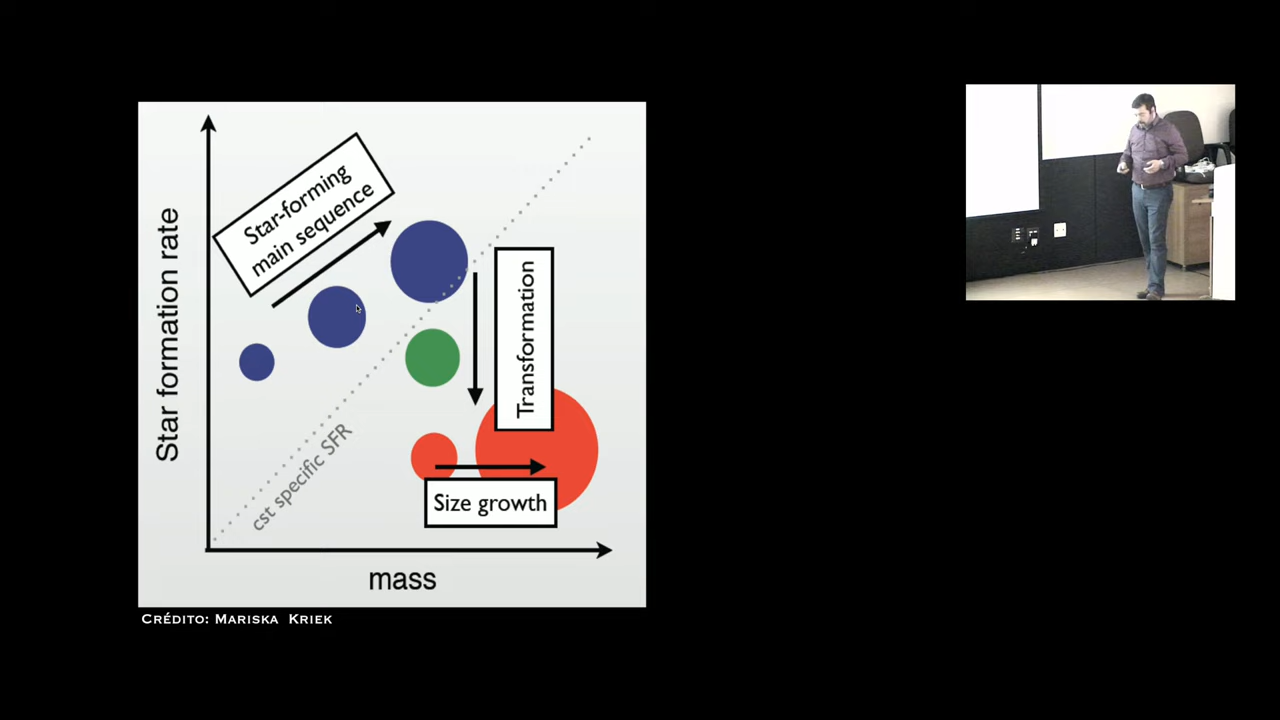 Star-forming
main sequence
Transformation
Star formation rate
cst specific SFR
Size growth
mass
Crédito: Mariska Kriek